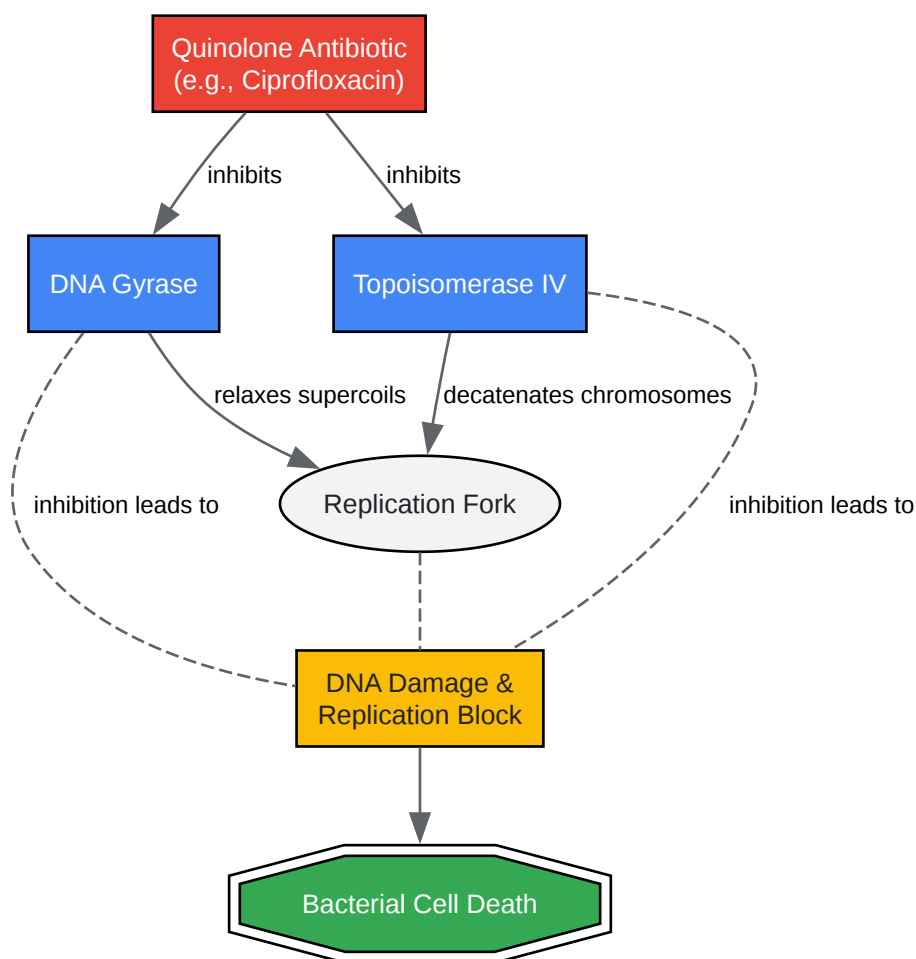 Quinolone Antibiotic
(e.g., Ciprofloxacin)
inhibits
inhibits
DNA Gyrase
Topoisomerase IV
relaxes supercoils
decatenates chromosomes
Replication Fork
inhibition leads to
inhibition leads to
DNA Damage &
Replication Block
Bacterial Cell Death